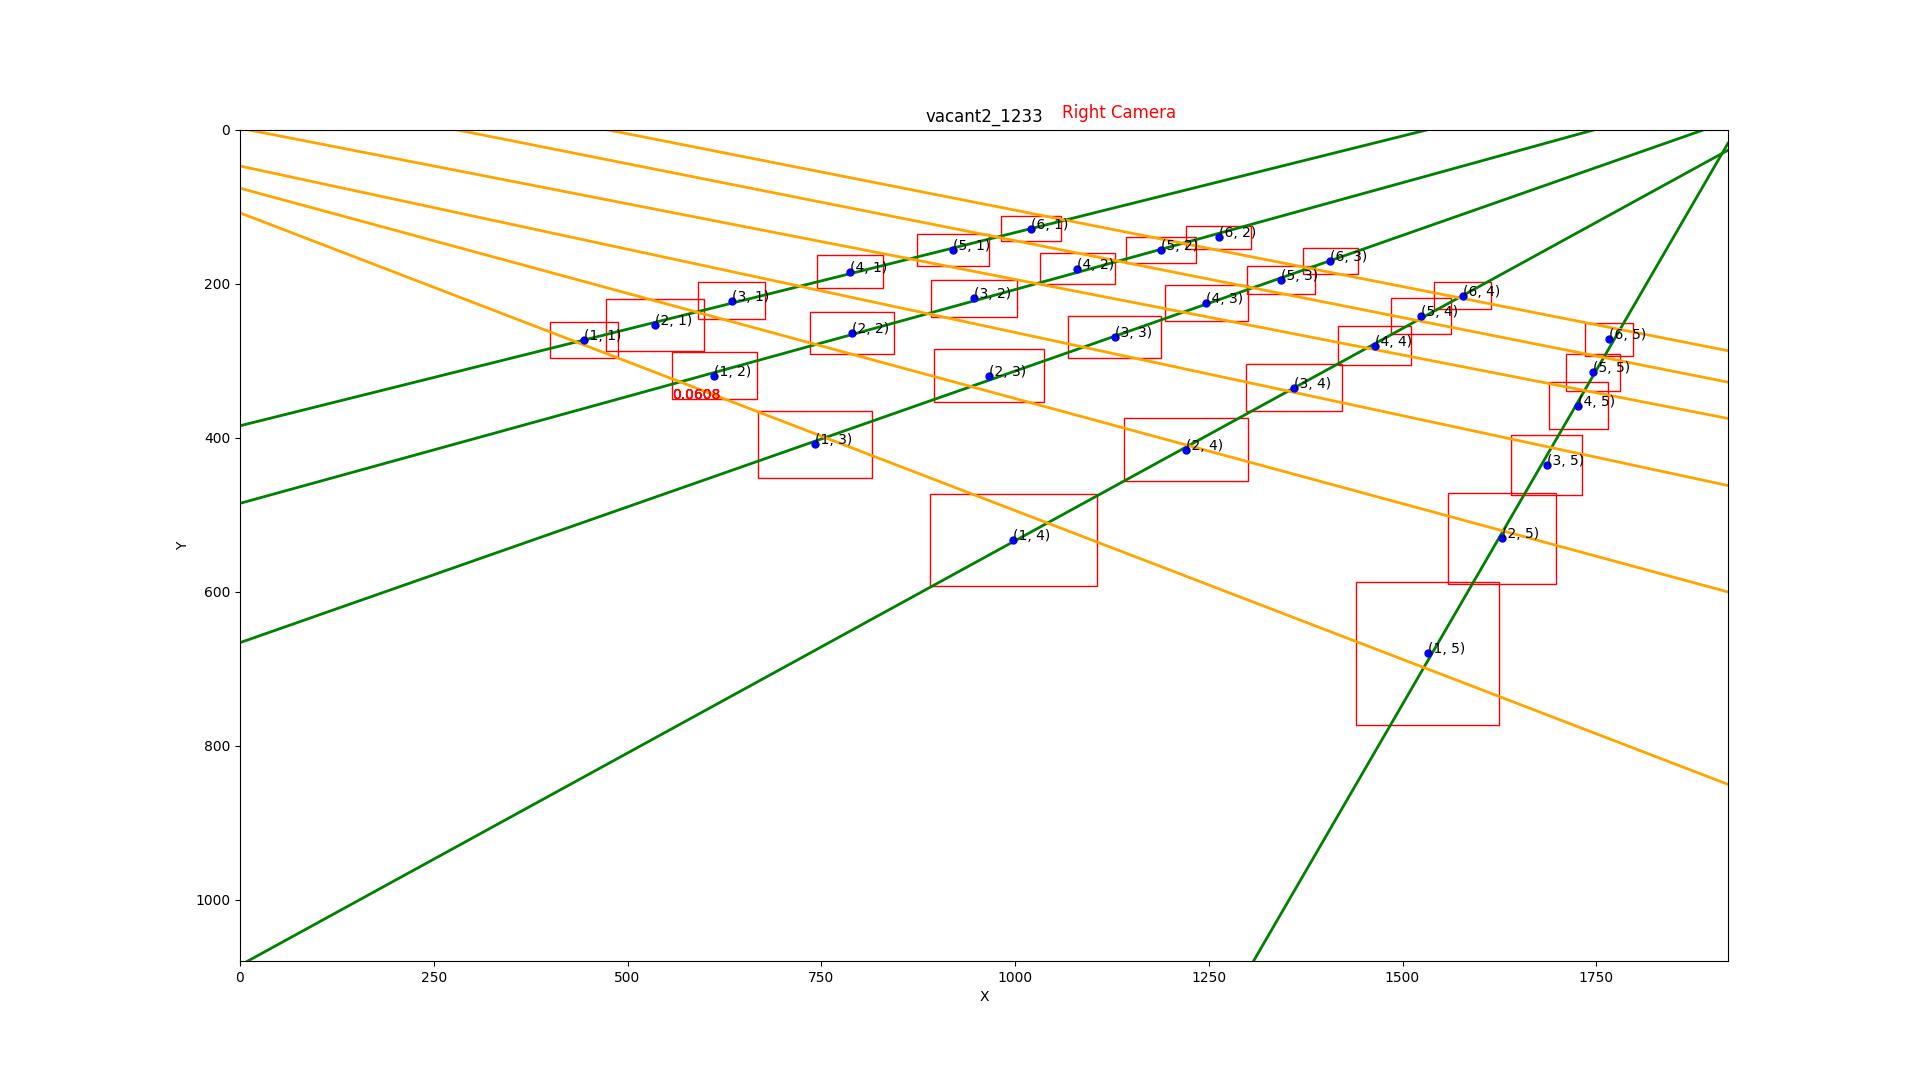 vacant2_1233 Right Camera
0
(6, 1)
(5, 1) (5, 2) (6, 2)
(4, 1) (4, 2) (5, 3) (6, 3)
200
(3, 1) (3, 2) (4, 3) (5, 4) (6, 4)
(1, 1) (2, 1) (2, 2) (3, 3) (4, 4) (6, 5)
(1, 2) (2, 3) (3, 4) (5, 5)
0.0608
(4, 5)
400
(1, 3) (2, 4) (3, 5)
(1, 4) (2, 5)
Y
600
(1, 5)
800
1000
0 250 500 750 1000 1250 1500 1750
X